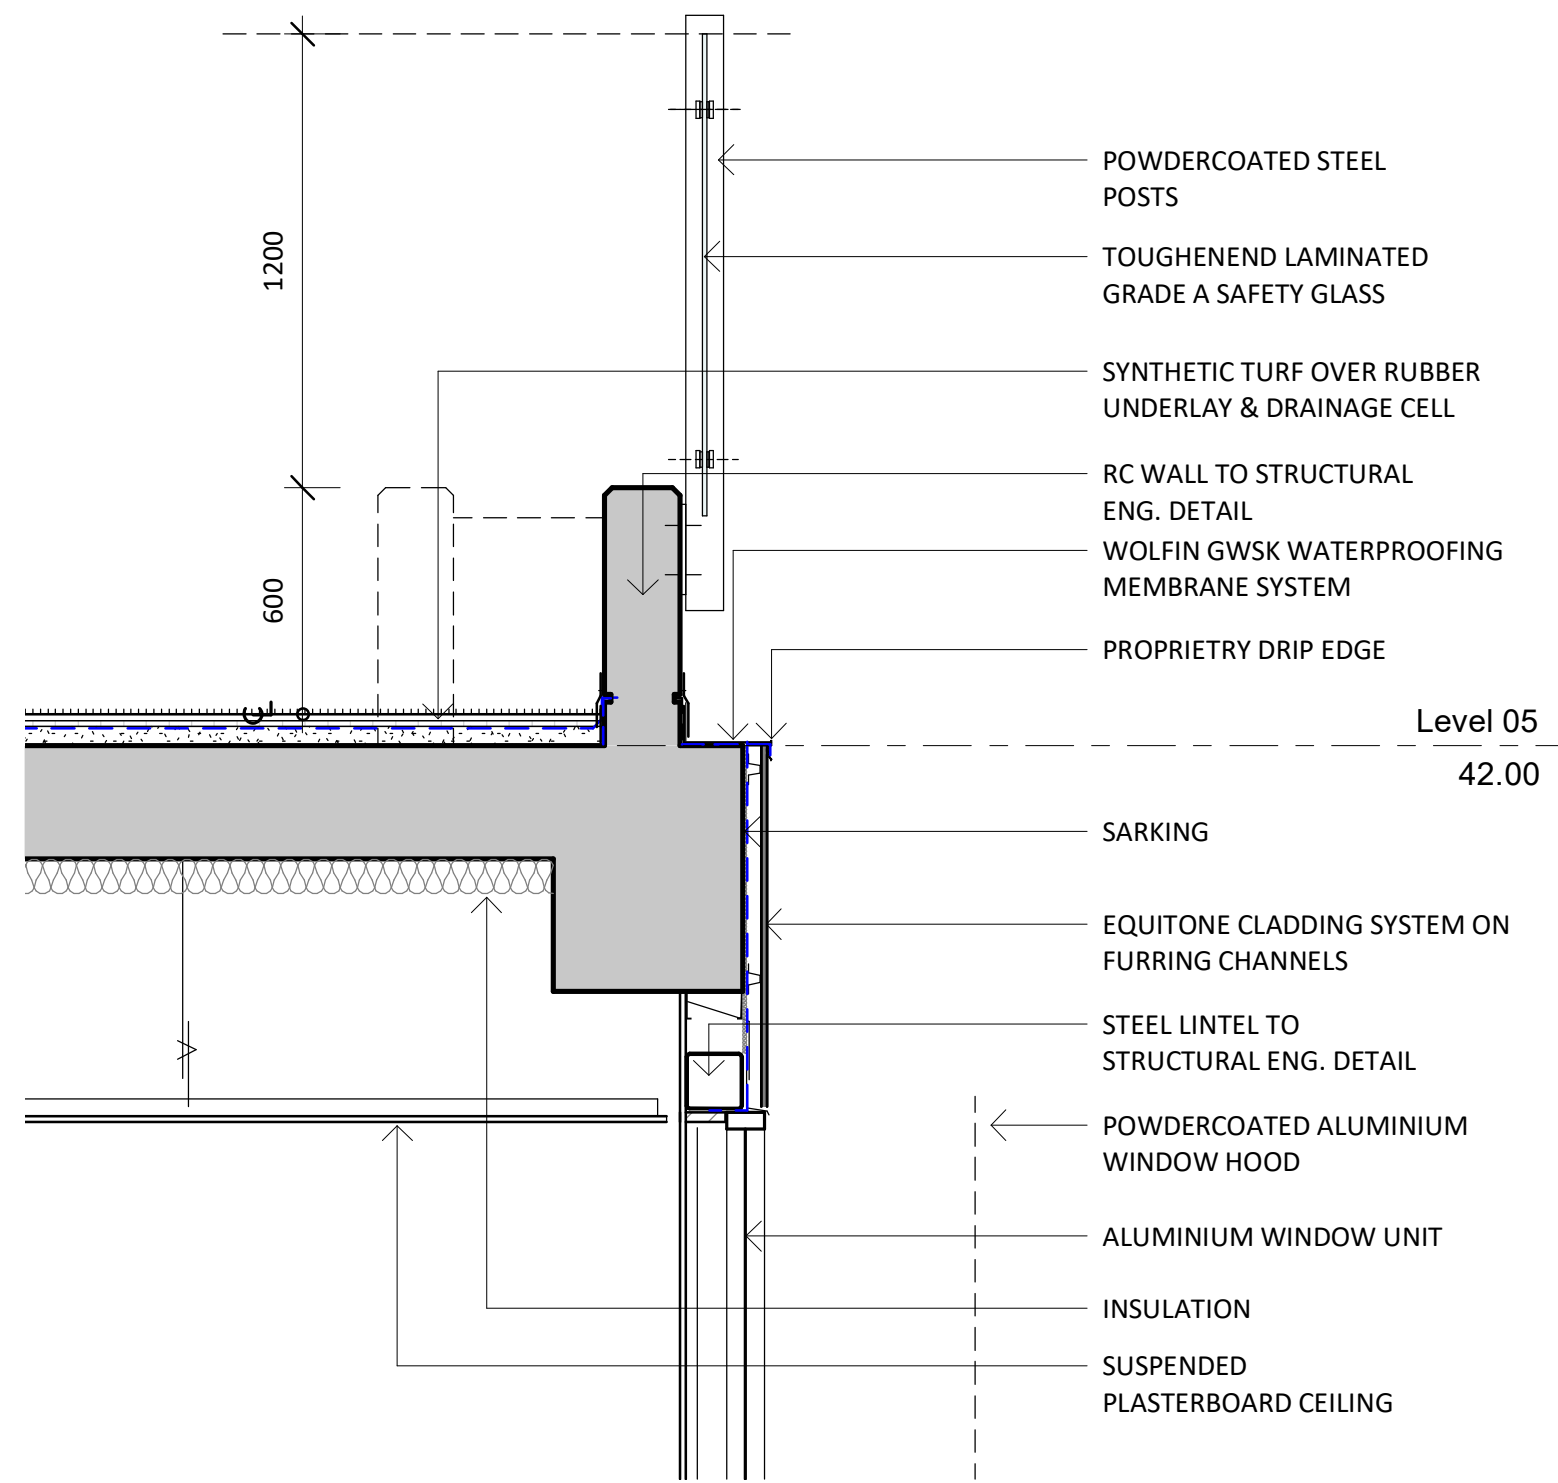 1200
600
FL
POWDERCOATED STEEL
POSTS
TOUGHENEND LAMINATED
GRADE A SAFETY GLASS
SYNTHETIC TURF OVER RUBBER
UNDERLAY & DRAINAGE CELL
RC WALL TO STRUCTURAL
ENG. DETAIL
WOLFIN GWSK WATERPROOFING
MEMBRANE SYSTEM
PROPRIETRY DRIP EDGE
Level 05
42.00
SARKING
EQUITONE CLADDING SYSTEM ON
FURRING CHANNELS
STEEL LINTEL TO
STRUCTURAL ENG. DETAIL
POWDERCOATED ALUMINIUM
WINDOW HOOD
ALUMINIUM WINDOW UNIT
INSULATION
SUSPENDED
PLASTERBOARD CEILING